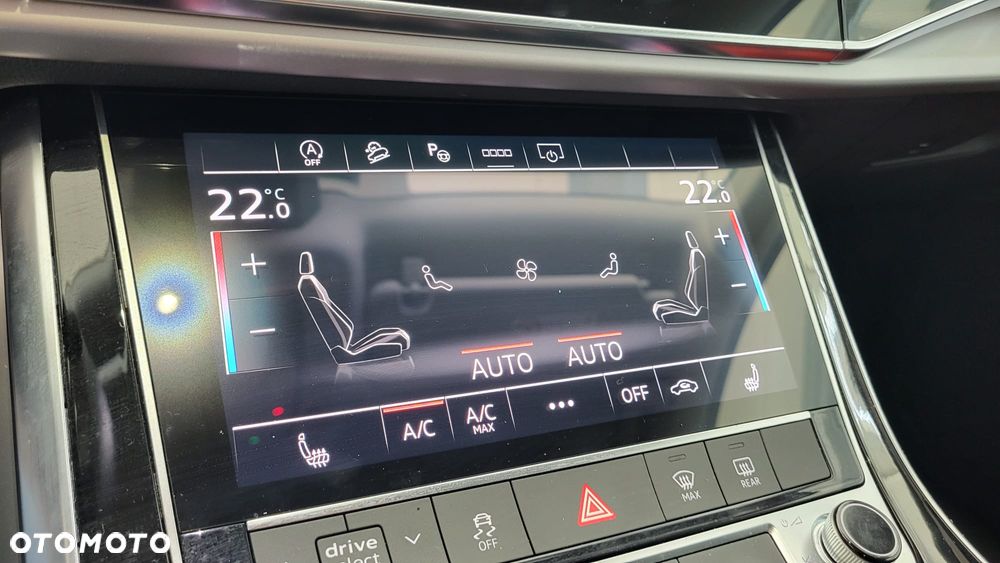 A
OFF
P
22.0 °C
22.0 °C
+
+
−
−
AUTO
AUTO
A/C
A/C
MAX
•••
OFF
MAX
REAR
OFF
drive
select
OTOMOTO